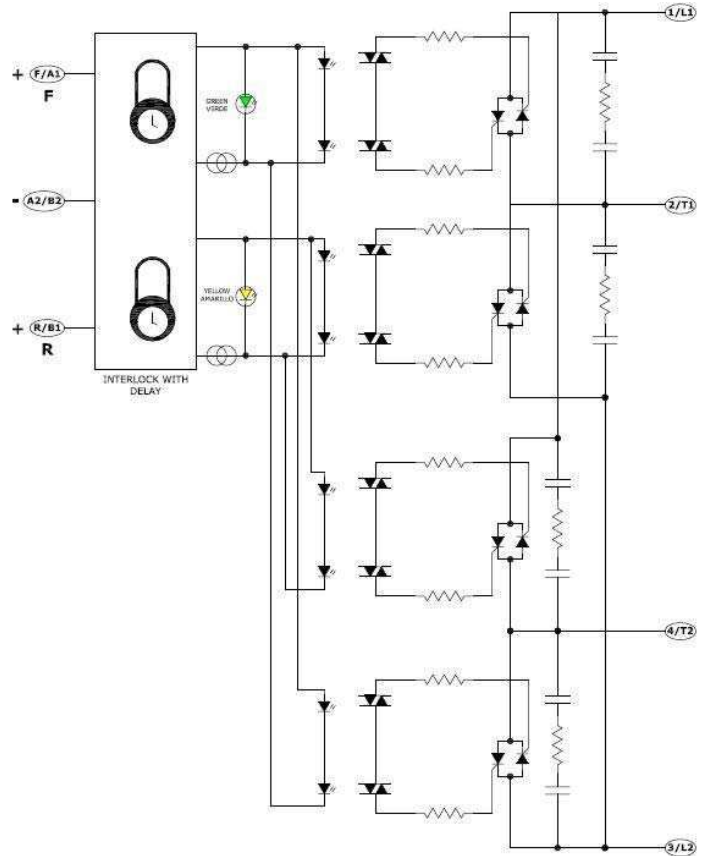 1/L1
+ F/A1
F
GREEN
VERDE
- A2/B2
2/T1
YELLOW
AMARILLO
+ R/B1
R
INTERLOCK WITH
DELAY
4/T2
3/L2